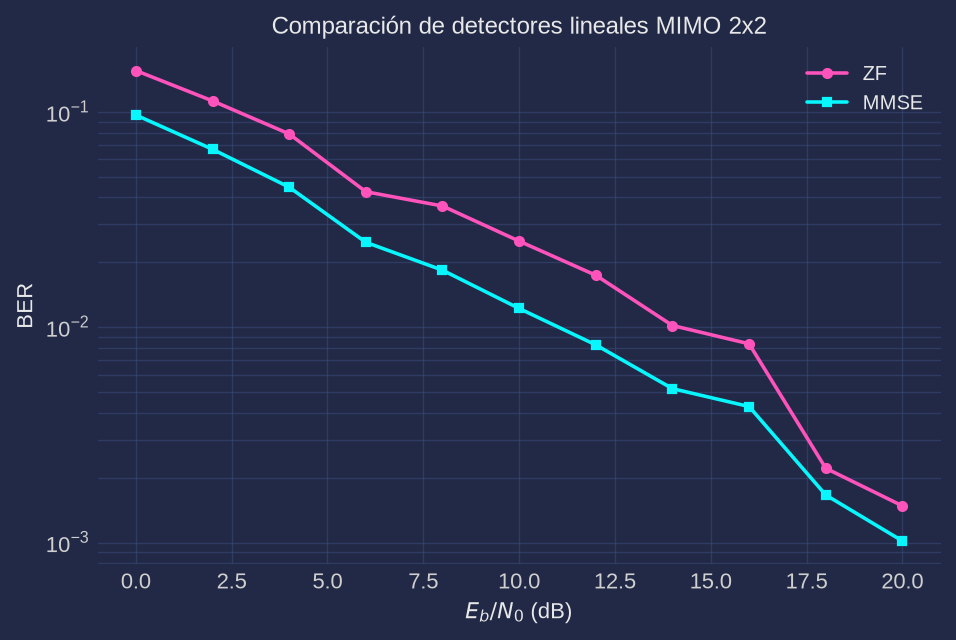 Comparación de detectores lineales MIMO 2x2
ZF
MMSE
BER
10⁻¹
10⁻²
10⁻³
0.0 2.5 5.0 7.5 10.0 12.5 15.0 17.5 20.0
E_b/N_0 (dB)